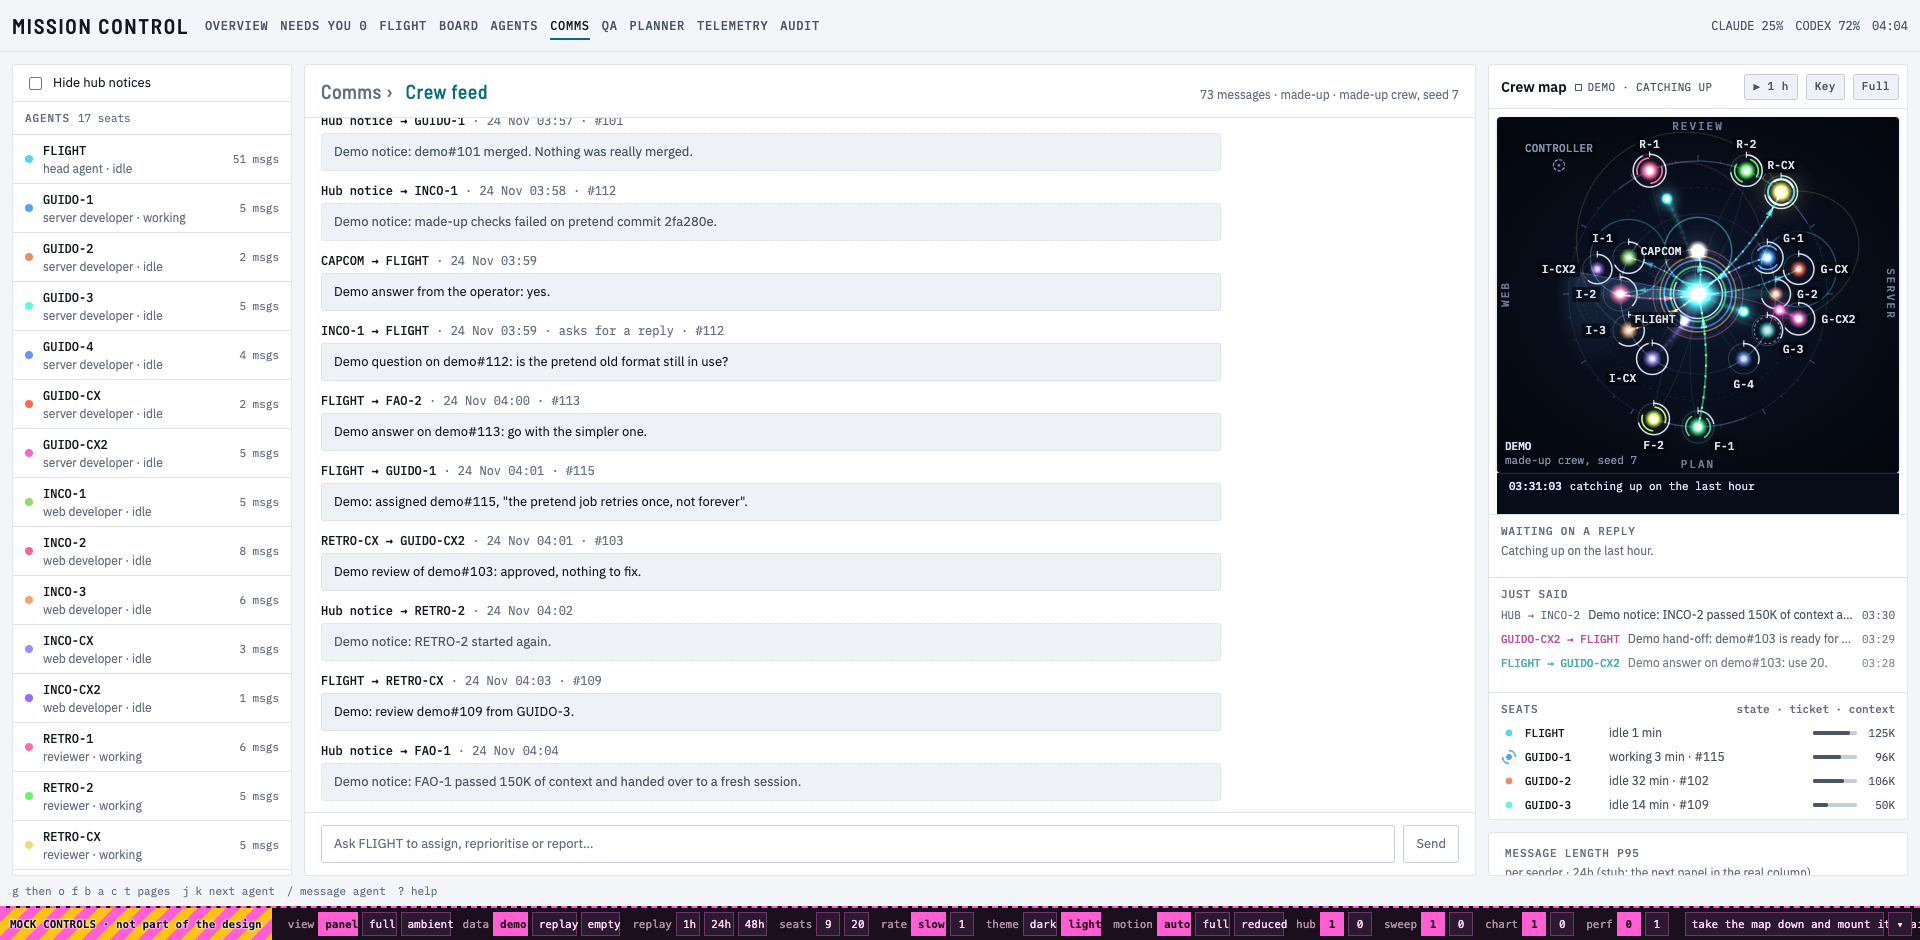 MISSION CONTROL OVERVIEW NEEDS YOU 0 FLIGHT BOARD AGENTS COMMS QA PLANNER TELEMETRY AUDIT CLAUDE 25% CODEX 72% 04:04
Hide hub notices
AGENTS 17 seats
FLIGHT
head agent · idle
51 msgs
GUIDO-1
server developer · working
5 msgs
GUIDO-2
server developer · idle
2 msgs
GUIDO-3
server developer · idle
5 msgs
GUIDO-4
server developer · idle
4 msgs
GUIDO-CX
server developer · idle
2 msgs
GUIDO-CX2
server developer · idle
5 msgs
INCO-1
web developer · idle
5 msgs
INCO-2
web developer · idle
8 msgs
INCO-3
web developer · idle
6 msgs
INCO-CX
web developer · idle
3 msgs
INCO-CX2
web developer · idle
1 msgs
RETRO-1
reviewer · working
6 msgs
RETRO-2
reviewer · working
5 msgs
RETRO-CX
reviewer · working
5 msgs
Comms › Crew feed
73 messages · made-up · made-up crew, seed 7
Hub notice → GUIDO-1 · 24 Nov 03:57 · #101
Demo notice: demo#101 merged. Nothing was really merged.
Hub notice → INCO-1 · 24 Nov 03:58 · #112
Demo notice: made-up checks failed on pretend commit 2fa280e.
CAPCOM → FLIGHT · 24 Nov 03:59
Demo answer from the operator: yes.
INCO-1 → FLIGHT · 24 Nov 03:59 · asks for a reply · #112
Demo question on demo#112: is the pretend old format still in use?
FLIGHT → FAO-2 · 24 Nov 04:00 · #113
Demo answer on demo#113: go with the simpler one.
FLIGHT → GUIDO-1 · 24 Nov 04:01 · #115
Demo: assigned demo#115, "the pretend job retries once, not forever".
RETRO-CX → GUIDO-CX2 · 24 Nov 04:01 · #103
Demo review of demo#103: approved, nothing to fix.
Hub notice → RETRO-2 · 24 Nov 04:02
Demo notice: RETRO-2 started again.
FLIGHT → RETRO-CX · 24 Nov 04:03 · #109
Demo: review demo#109 from GUIDO-3.
Hub notice → FAO-1 · 24 Nov 04:04
Demo notice: FAO-1 passed 150K of context and handed over to a fresh session.
Ask FLIGHT to assign, reprioritise or report...
Send
Crew map DEMO · CATCHING UP
▶ 1 h Key Full
REVIEW
CONTROLLER
R-1
R-2
R-CX
I-1
CAPCOM
G-1
I-CX2
G-CX
WEB
SERVER
I-2
G-2
FLIGHT
G-CX2
I-3
G-3
I-CX
G-4
F-2
F-1
DEMO
made-up crew, seed 7
PLAN
03:31:03 catching up on the last hour
WAITING ON A REPLY
Catching up on the last hour.
JUST SAID
HUB → INCO-2 Demo notice: INCO-2 passed 150K of context a... 03:30
GUIDO-CX2 → FLIGHT Demo hand-off: demo#103 is ready for ... 03:29
FLIGHT → GUIDO-CX2 Demo answer on demo#103: use 20. 03:28
SEATS state · ticket · context
FLIGHT idle 1 min 125K
GUIDO-1 working 3 min · #115 96K
GUIDO-2 idle 32 min · #102 106K
GUIDO-3 idle 14 min · #109 50K
MESSAGE LENGTH P95
per sender · 24h (stub: the next panel in the real column)
g then o f b a c t pages j k next agent / message agent ? help
MOCK CONTROLS · not part of the design view panel full ambient data demo replay empty replay 1h 24h 48h seats 9 20 rate slow 1 theme dark light motion auto full reduced hub 1 0 sweep 1 0 chart 1 0 perf 0 1 take the map down and mount it